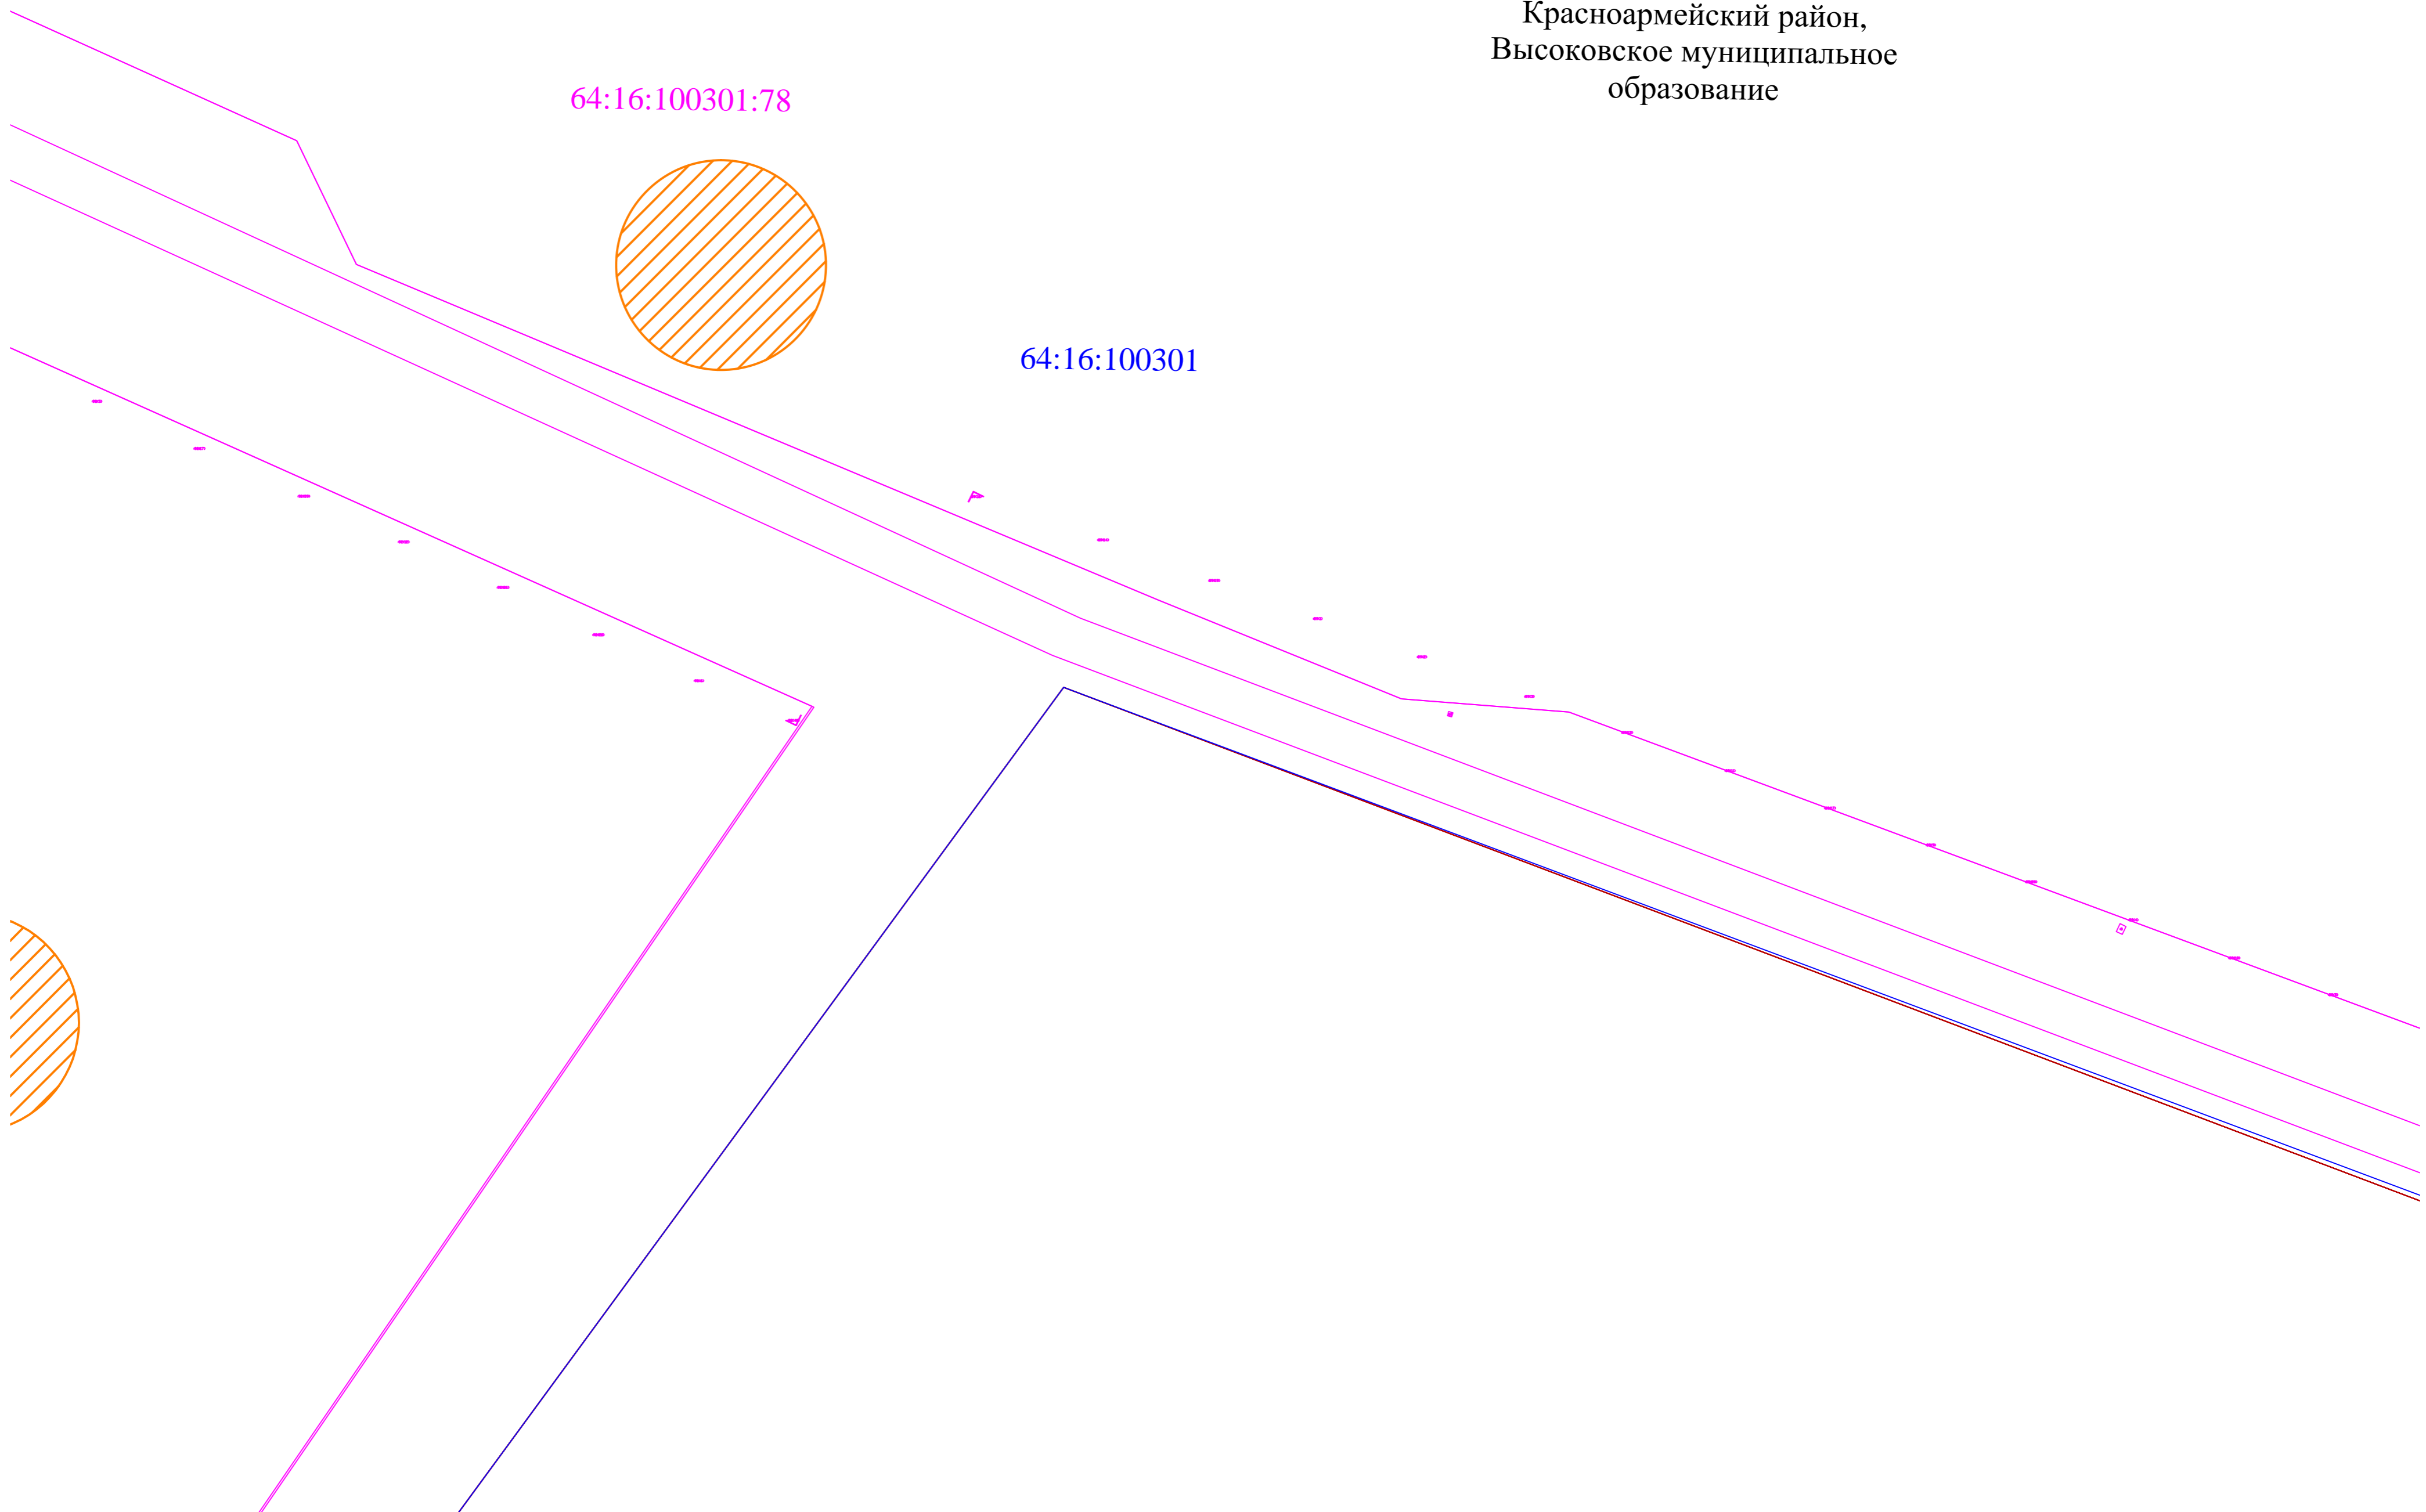 Красноармейский район,
Высоковское муниципальное
образование
64:16:100301:78
64:16:100301